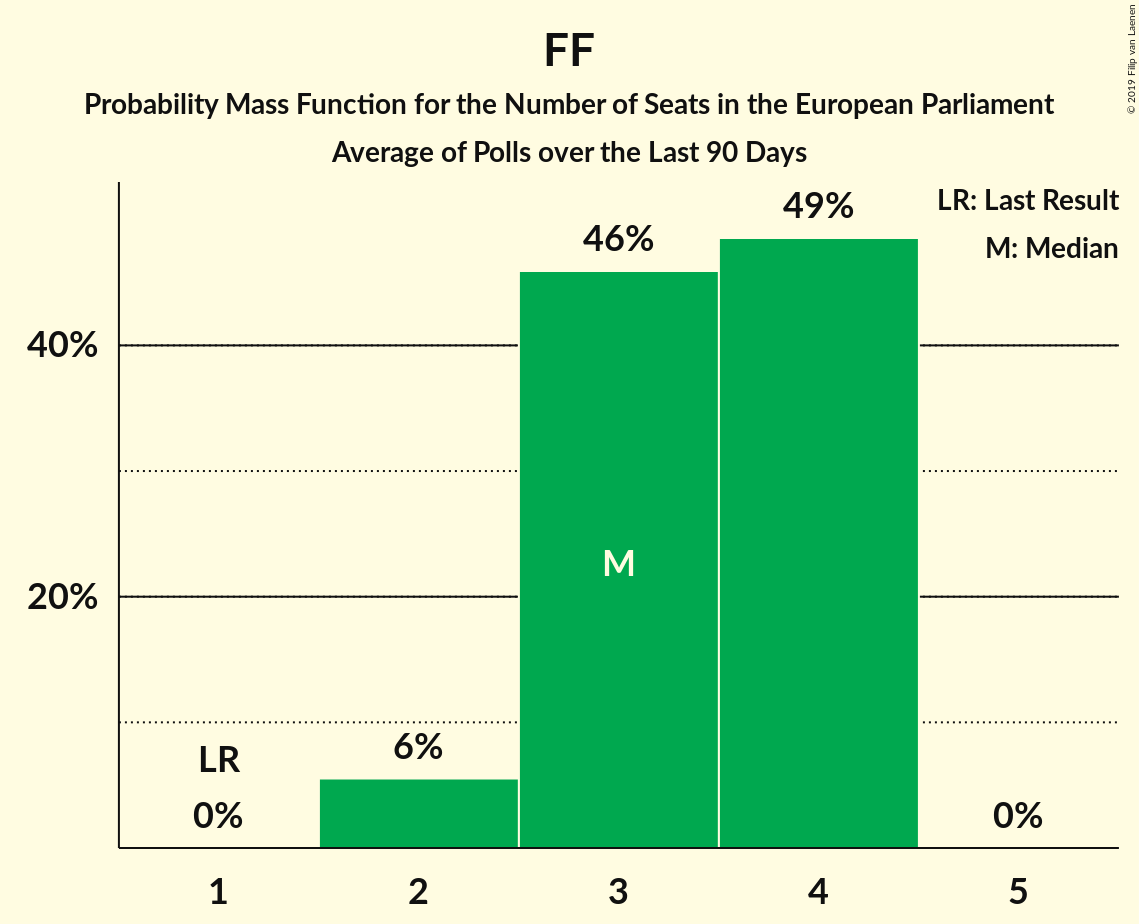 FF
Probability Mass Function for the Number of Seats in the European Parliament
Average of Polls over the Last 90 Days
© 2019 Filip van Laenen
LR: Last Result
M: Median
49%
46%
40%
M
20%
6%
LR
0%
0%
1
2
3
4
5